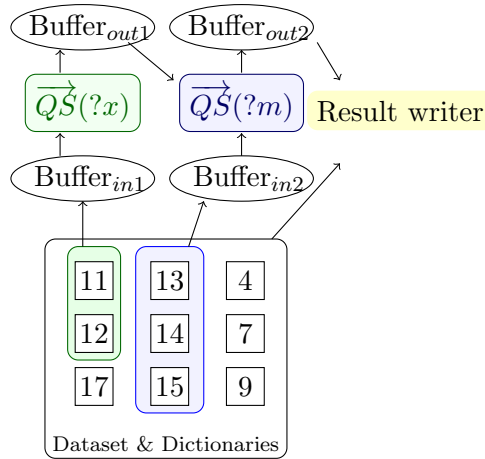 Buffer_out1 Buffer_out2
QS(?x) QS(?m) Result writer
Buffer_in1 Buffer_in2
11 13 4
12 14 7
17 15 9
Dataset & Dictionaries